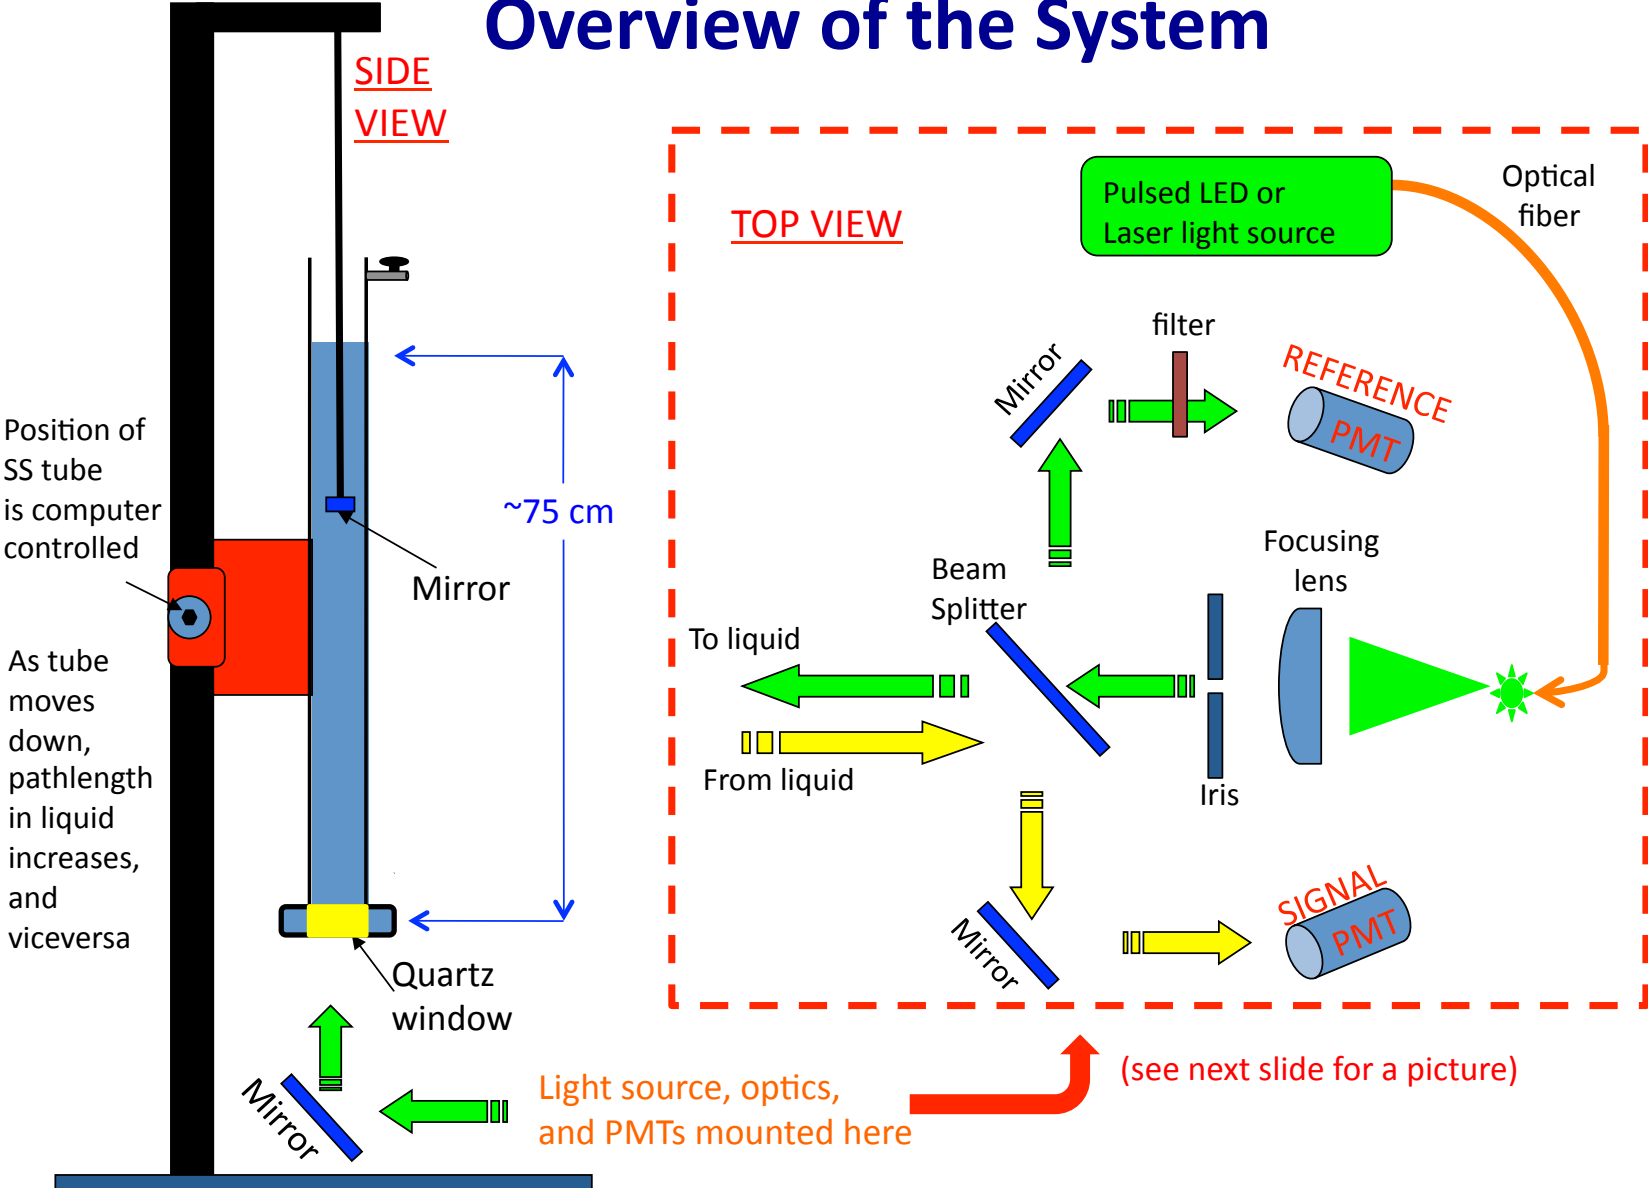 Overview of the System
SIDE
VIEW
Position of
SS tube
is computer
controlled
As tube
moves
down,
pathlength
in liquid
increases,
and
viceversa
~75 cm
Mirror
Quartz
window
Mirror
Light source, optics,
and PMTs mounted here
(see next slide for a picture)
TOP VIEW
Pulsed LED or
Laser light source
Optical
fiber
filter
Mirror
REFERENCE
PMT
Focusing
lens
Beam
Splitter
To liquid
From liquid
Iris
Mirror
SIGNAL
PMT